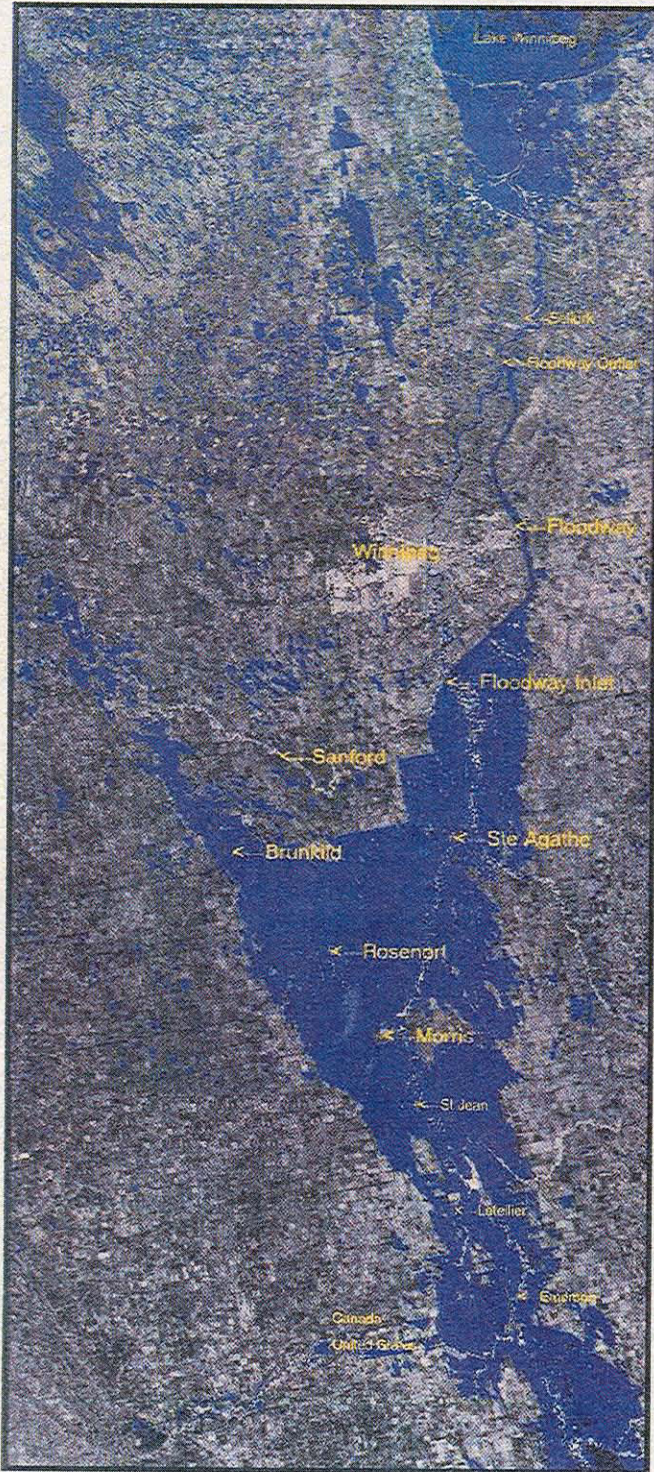 Lake Winnipeg
Selkirk
Floodway Outlet
Floodway
Winnipeg
Floodway Inlet
Sanford
Ste Agathe
Brunkild
Rosenort
Morris
St Jean
Letellier
Emerson
Canada
United States